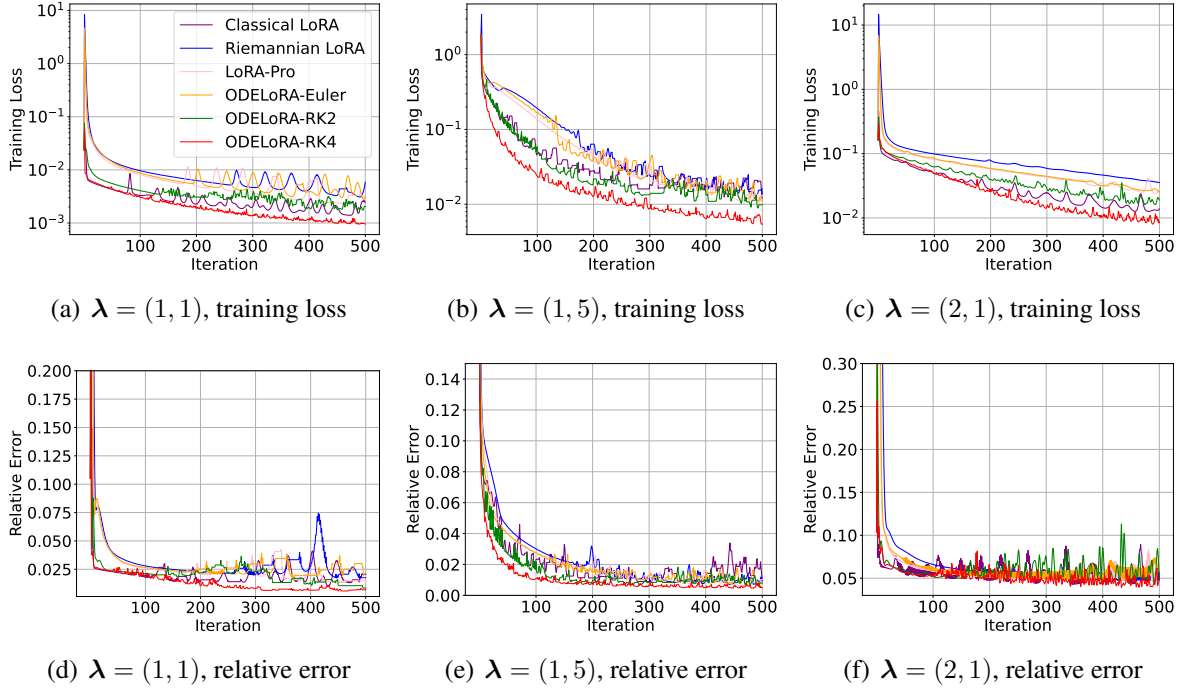 Training Loss
10^1
10^0
10^−1
10^−2
10^−3
100 200 300 400 500
Iteration
Classical LoRA
Riemannian LoRA
LoRA-Pro
ODELoRA-Euler
ODELoRA-RK2
ODELoRA-RK4
(a) λ = (1, 1), training loss
Training Loss
10^0
10^−1
10^−2
100 200 300 400 500
Iteration
(b) λ = (1, 5), training loss
Training Loss
10^1
10^0
10^−1
10^−2
100 200 300 400 500
Iteration
(c) λ = (2, 1), training loss
Relative Error
0.200
0.175
0.150
0.125
0.100
0.075
0.050
0.025
100 200 300 400 500
Iteration
(d) λ = (1, 1), relative error
Relative Error
0.14
0.12
0.10
0.08
0.06
0.04
0.02
0.00
100 200 300 400 500
Iteration
(e) λ = (1, 5), relative error
Relative Error
0.30
0.25
0.20
0.15
0.10
0.05
100 200 300 400 500
Iteration
(f) λ = (2, 1), relative error